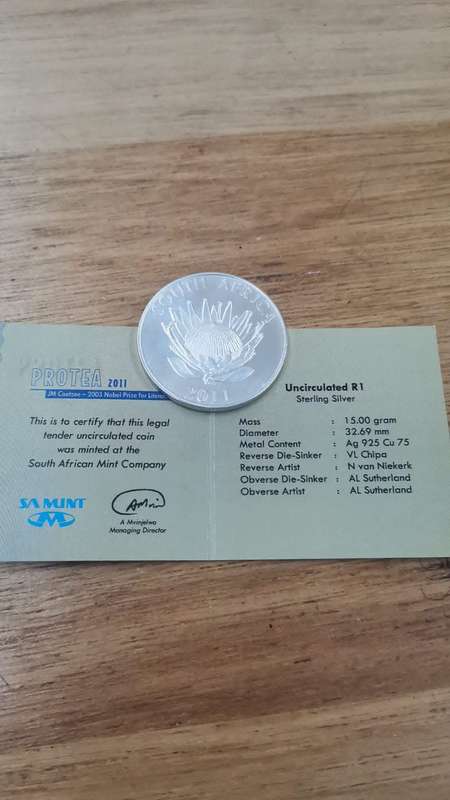 SOUTH AFRICA
2011
PROTEA 2011
JM Coetzee – 2003 Nobel Prize for
This is to certify that this legal
tender uncirculated coin
was minted at the
South African Mint Company
SA MINT
A Mvinjelwa
Managing Director
Uncirculated R1
Sterling Silver
Mass : 15.00 gram
Diameter : 32.69 mm
Metal Content : Ag 925 Cu 75
Reverse Die-Sinker : VL Chipa
Reverse Artist : N van Niekerk
Obverse Die-Sinker : AL Sutherland
Obverse Artist : AL Sutherland